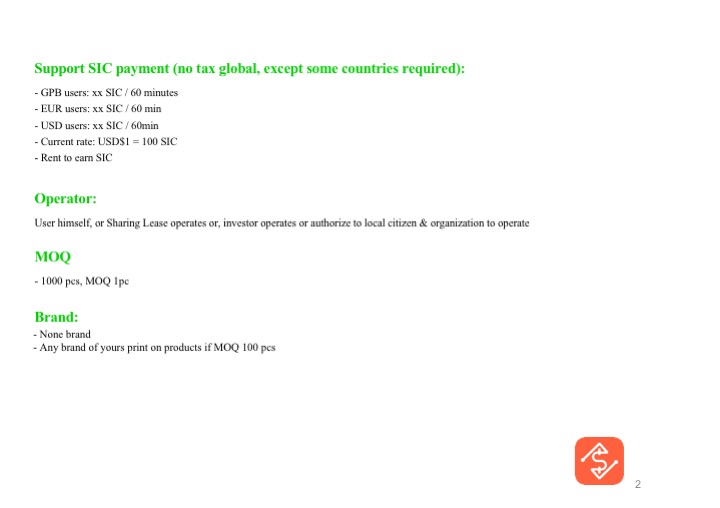 Support SIC payment (no tax global, except some countries required):
- GPB users: xx SIC / 60 minutes
- EUR users: xx SIC / 60 min
- USD users: xx SIC / 60min
- Current rate: USD$1 = 100 SIC
- Rent to earn SIC
Operator:
User himself, or Sharing Lease operates or, investor operates or authorize to local citizen & organization to operate
MOQ
- 1000 pcs, MOQ 1pc
Brand:
- None brand
- Any brand of yours print on products if MOQ 100 pcs
2